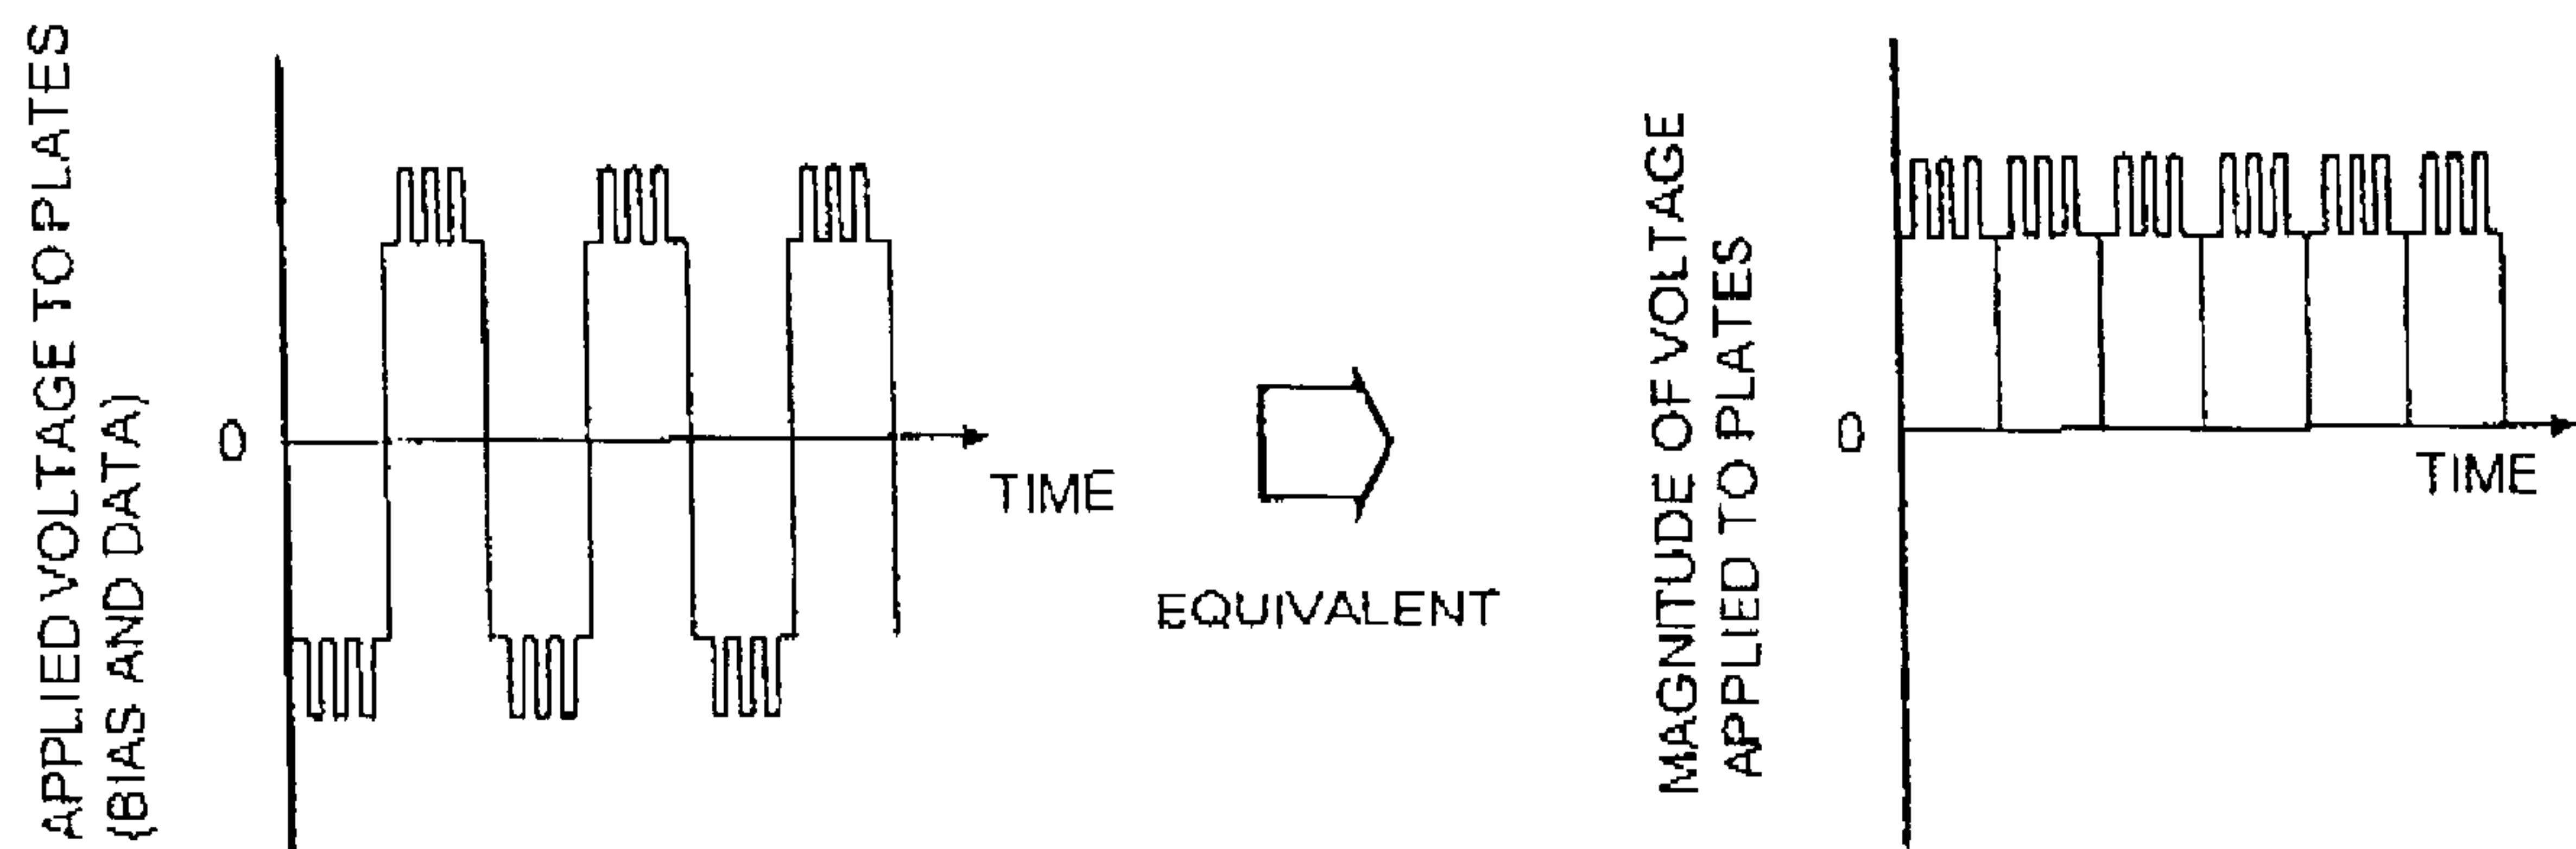 APPLIED VOLTAGE TO PLATES
(BIAS AND DATA)
0
TIME
EQUIVALENT
MAGNITUDE OF VOLTAGE
APPLIED TO PLATES
0
TIME